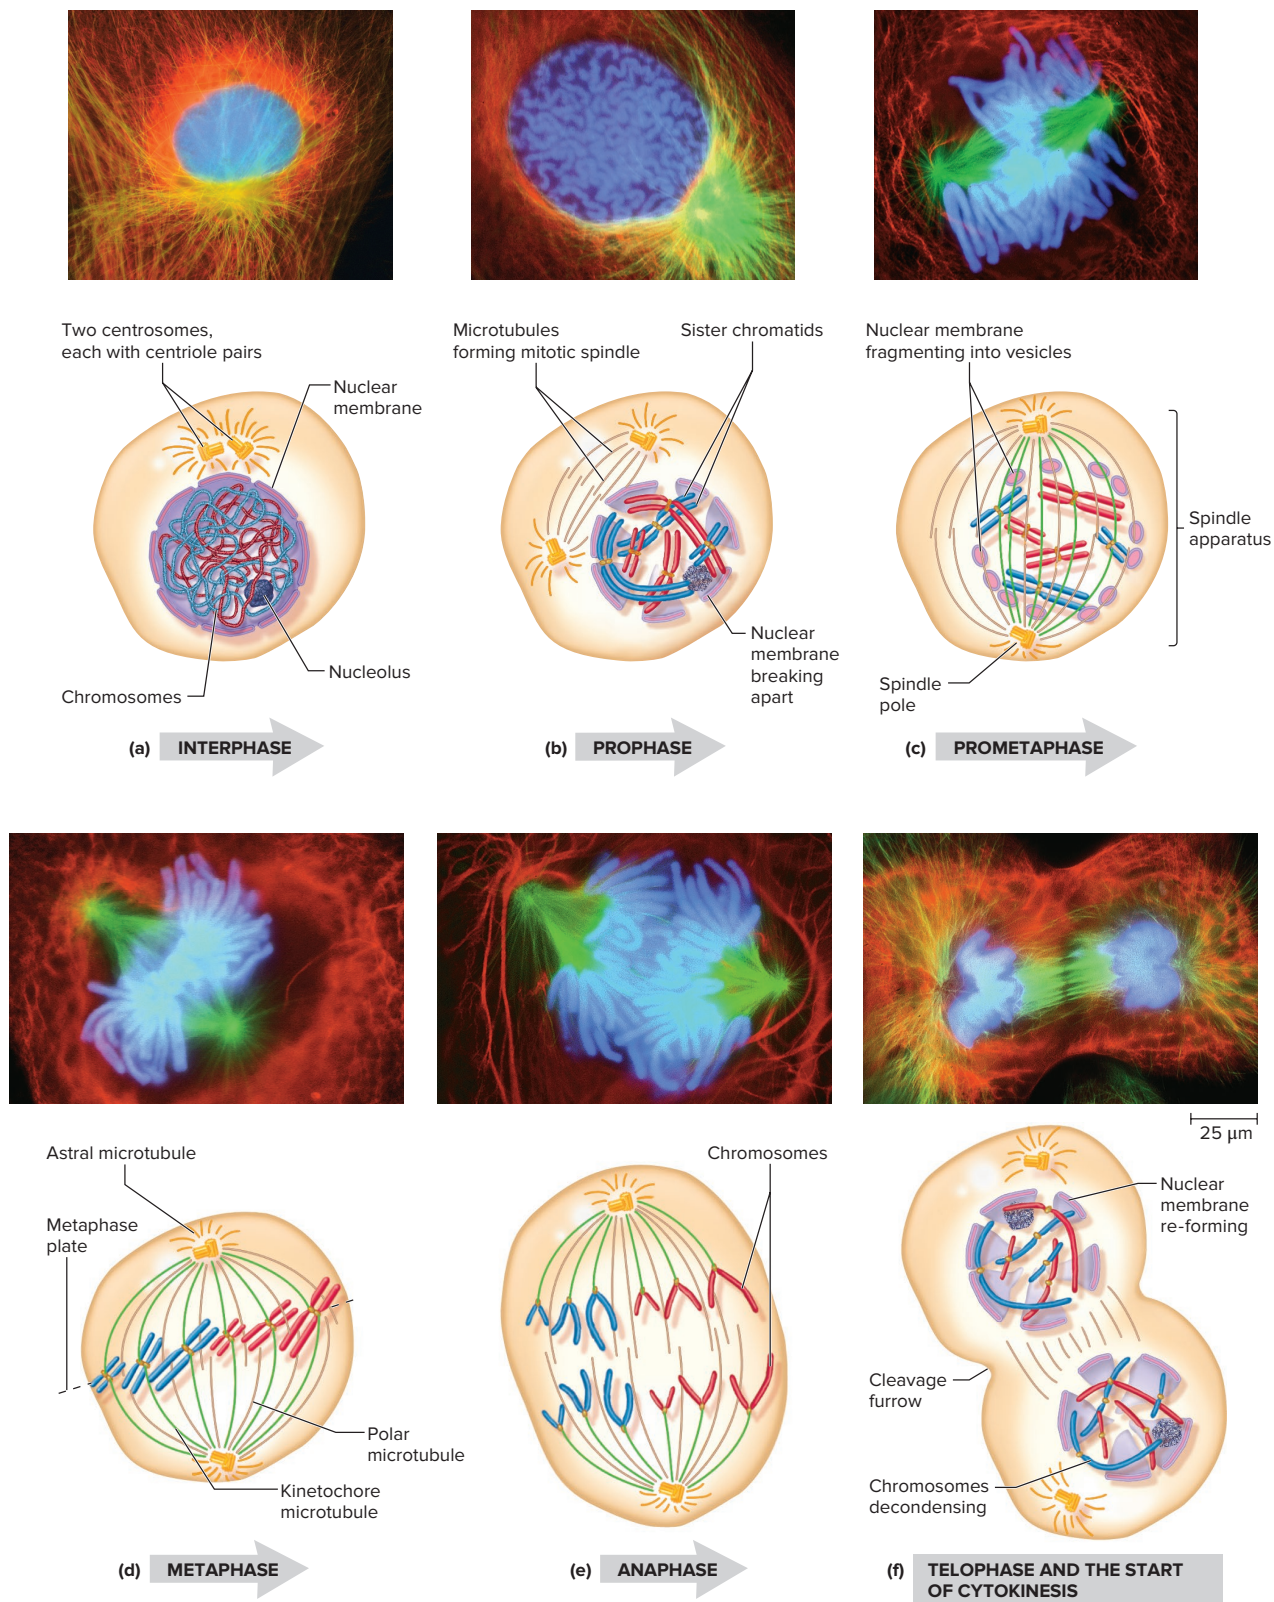 Two centrosomes,
each with centriole pairs
Nuclear
membrane
Nucleolus
Chromosomes
(a) INTERPHASE
Microtubules
forming mitotic spindle
Sister chromatids
Nuclear
membrane
breaking
apart
(b) PROPHASE
Nuclear membrane
fragmenting into vesicles
Spindle
apparatus
Spindle
pole
(c) PROMETAPHASE
Astral microtubule
Metaphase
plate
Polar
microtubule
Kinetochore
microtubule
(d) METAPHASE
Chromosomes
(e) ANAPHASE
25 μm
Nuclear
membrane
re-forming
Cleavage
furrow
Chromosomes
decondensing
(f) TELOPHASE AND THE START
OF CYTOKINESIS